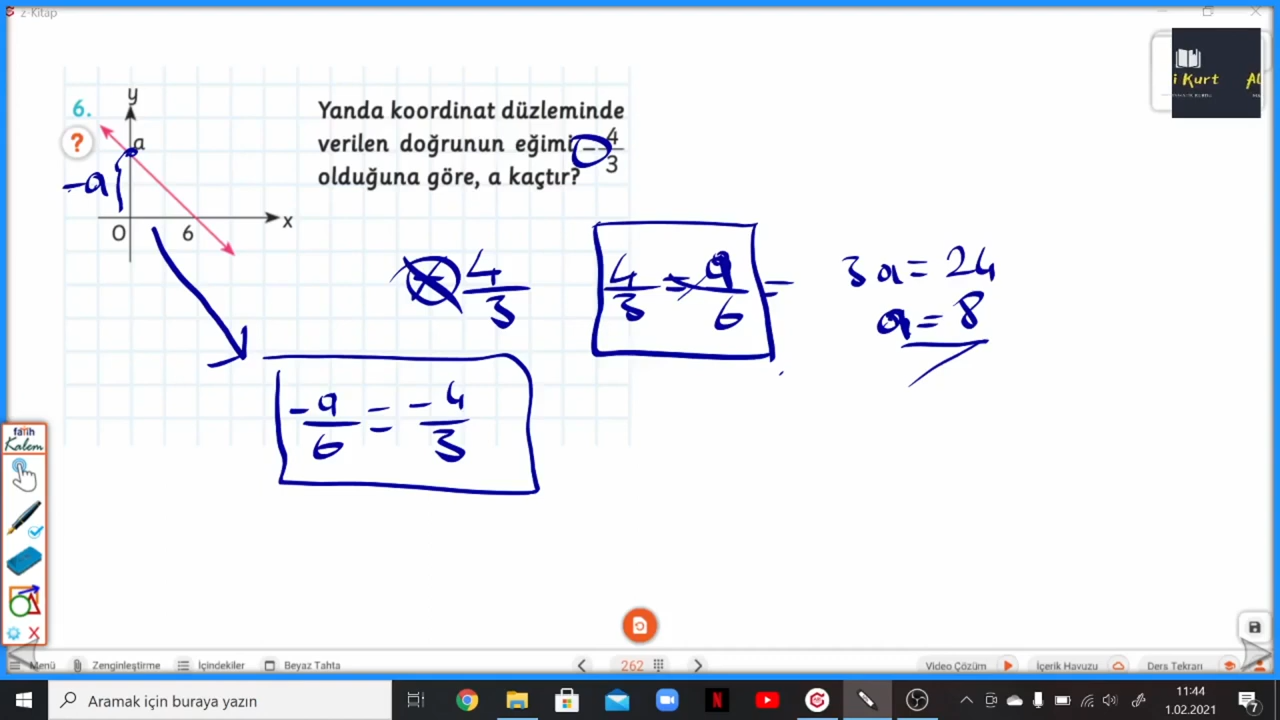 z-Kitap
i Kurt
Al
6.
?
y
a
-a
O
6
x
Yanda koordinat düzleminde
verilen doğrunun eğimi -4/3
olduğuna göre, a kaçtır?
4/3
4/3 = a/6 =
3a = 24
a = 8
-a/6 = -4/3
fatih
Kalem
Menü
Zenginleştirme
İçindekiler
Beyaz Tahta
262
Video Çözüm
İçerik Havuzu
Ders Tekrarı
Aramak için buraya yazın
11:44
1.02.2021
7